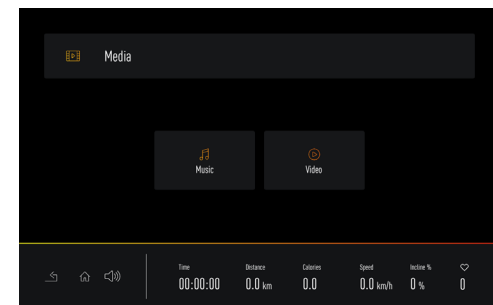 Media
Music
Video
Time Distance Calories Speed Incline %
00:00:00 0.0 km 0.0 0.0 km/h 0 % 0